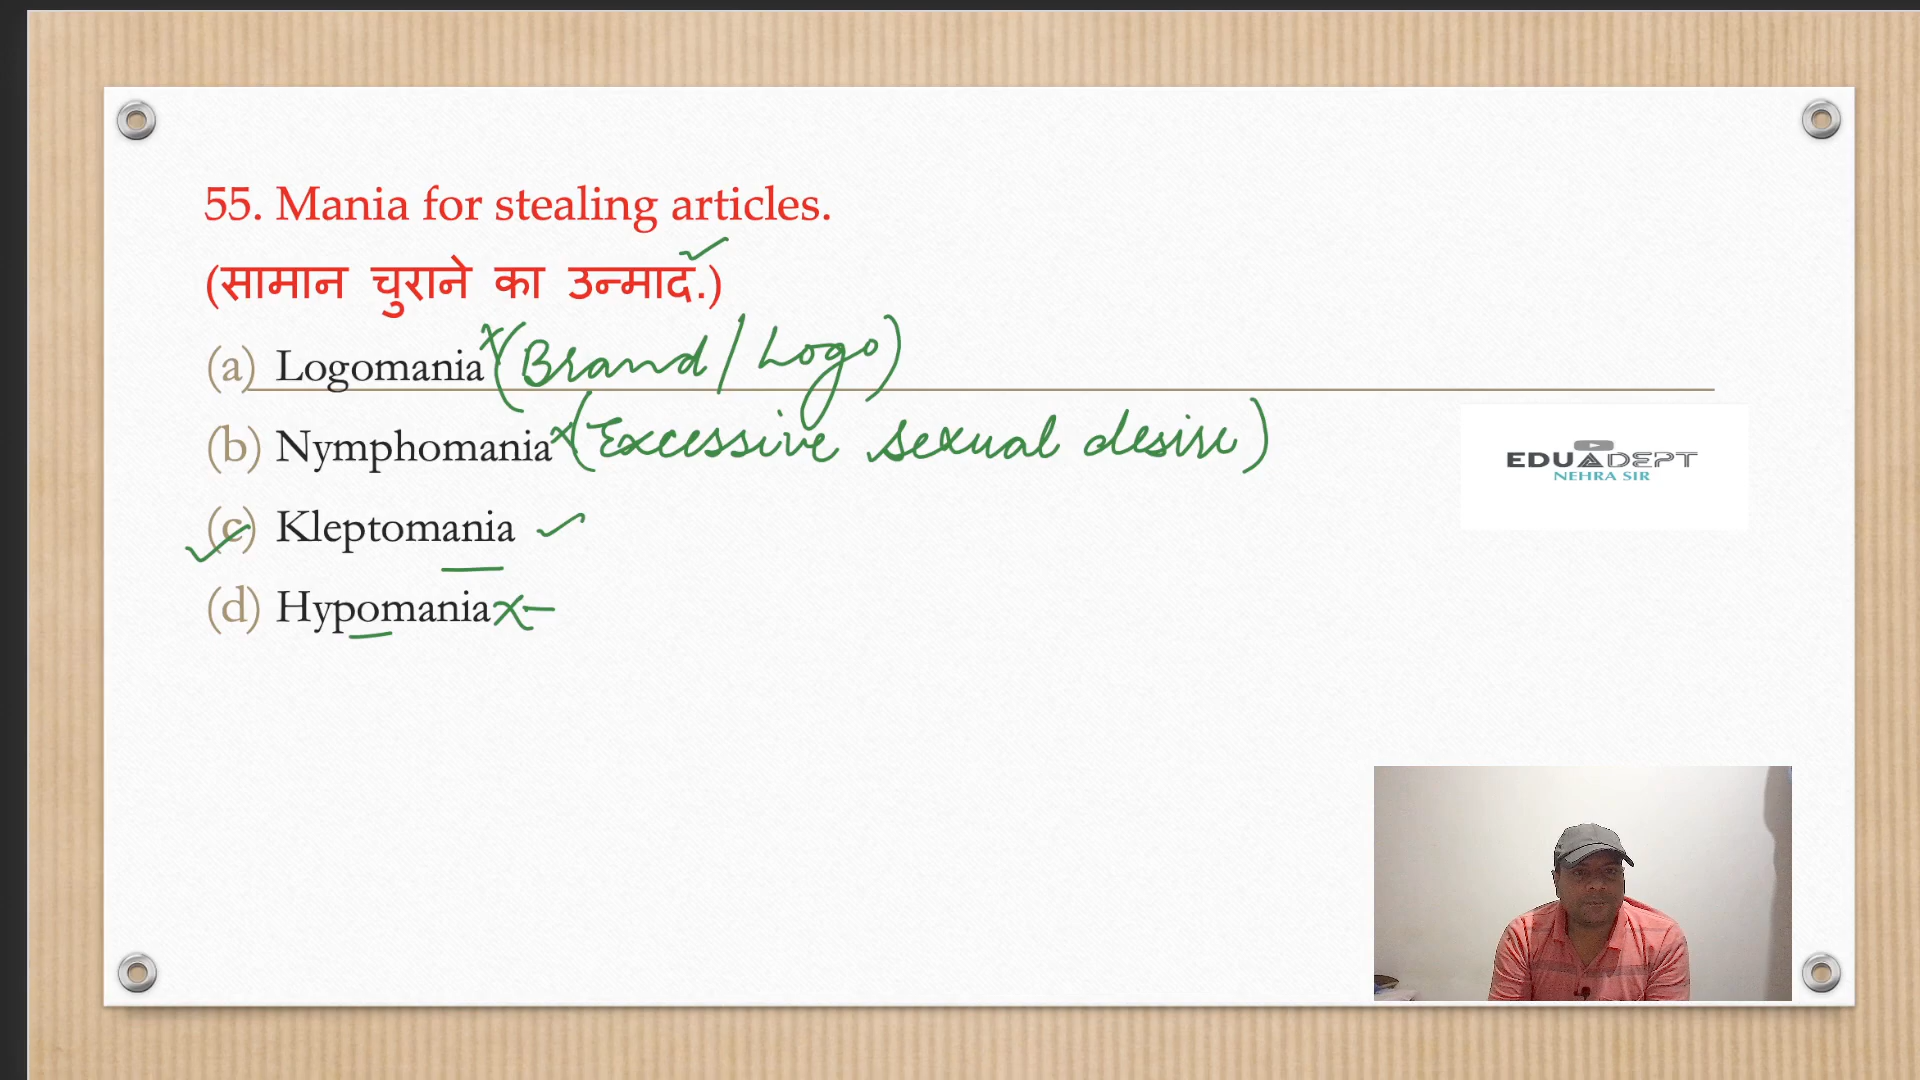 55. Mania for stealing articles.
(सामान चुराने का उन्माद.)
(a) Logomania (Brand/Logo)
(b) Nymphomania (Excessive sexual desire)
(c) Kleptomania
(d) Hypomania
EDUADEPT
NEHRA SIR